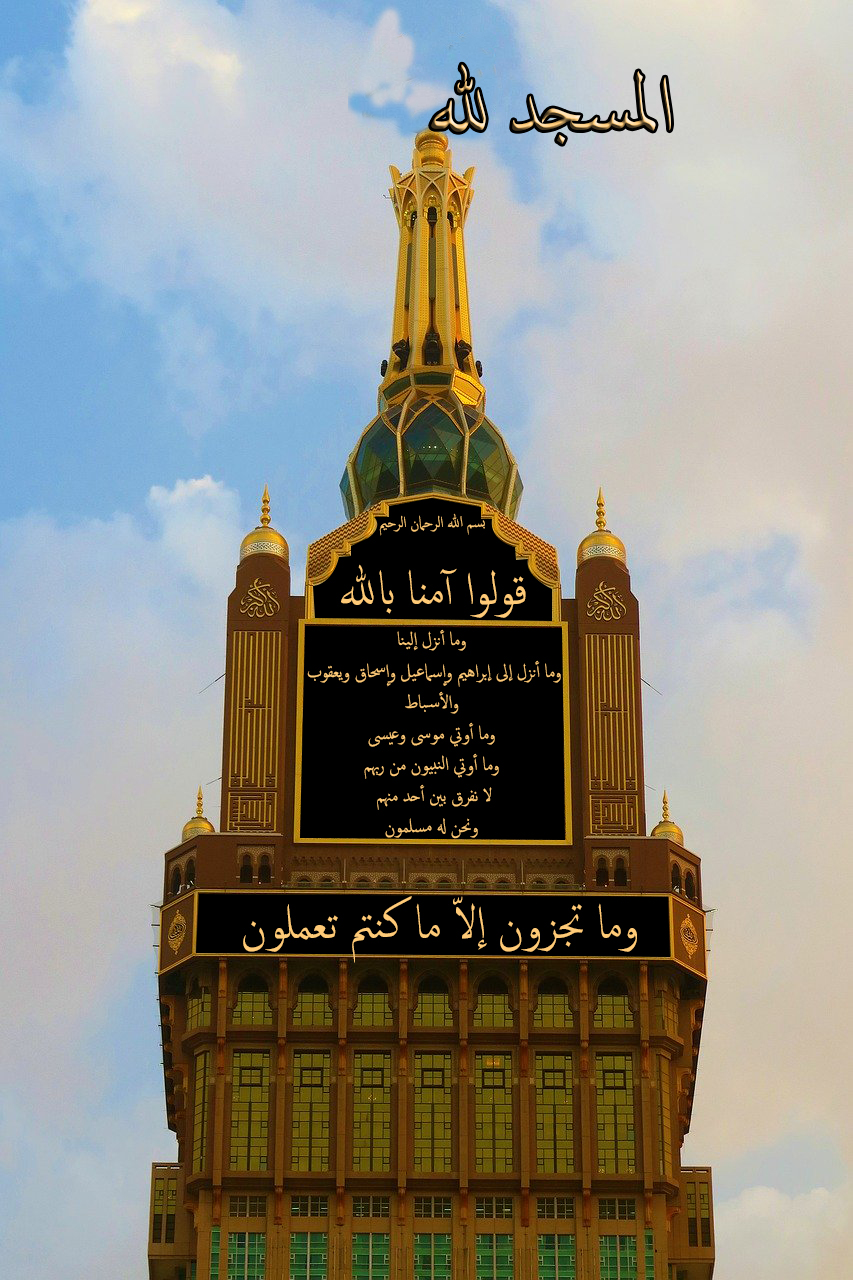 المسجد لله
بسم الله الرحمان الرحيم
قولوا آمنا بالله
وما أنزل إلينا
وما أنزل إلى إبراهيم وإسماعيل وإسحاق ويعقوب
والأسباط
وما أوتي موسى وعيسى
وما أوتي النبيون من ربهم
لا نفرق بين أحد منهم
ونحن له مسلمون
وما تجزون إلاّ ما كنتم تعملون